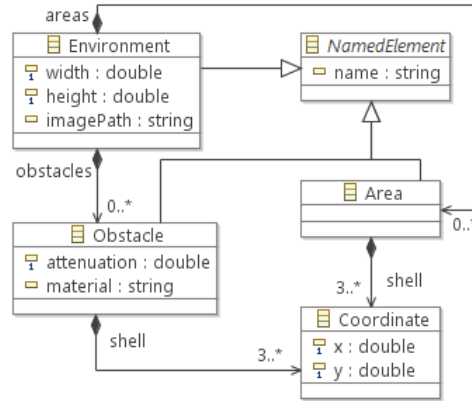 areas
Environment
width : double
height : double
imagePath : string
NamedElement
name : string
obstacles
0..*
Obstacle
attenuation : double
material : string
Area
0..*
shell
3..*
Coordinate
x : double
y : double
shell
3..*